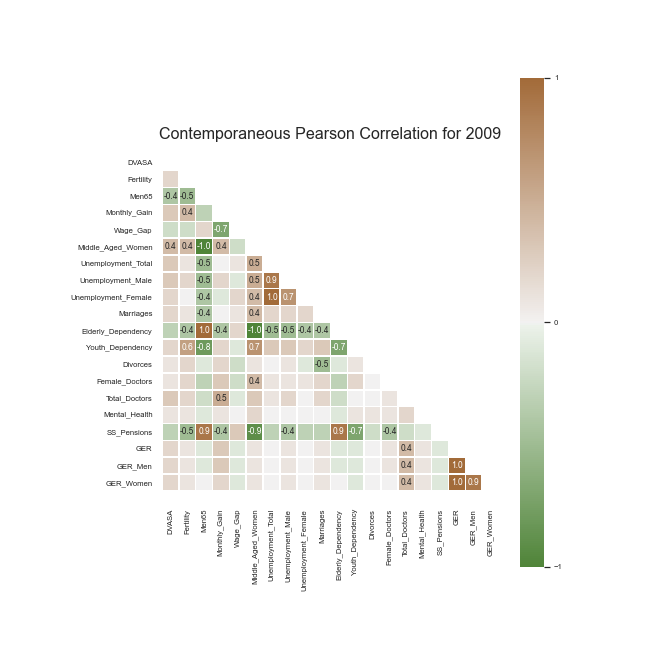 Contemporaneous Pearson Correlation for 2009
1
0
−1
DVASA
Fertility
Men65 -0.4 -0.5
Monthly_Gain 0.4
Wage_Gap -0.7
Middle_Aged_Women 0.4 0.4 -1.0 0.4
Unemployment_Total -0.5 0.5
Unemployment_Male -0.5 0.5 0.9
Unemployment_Female -0.4 0.4 1.0 0.7
Marriages -0.4 0.4
Elderly_Dependency -0.4 1.0 -0.4 -1.0 -0.5 -0.5 -0.4 -0.4
Youth_Dependency 0.6 -0.8 0.7 -0.7
Divorces -0.5
Female_Doctors 0.4
Total_Doctors 0.5
Mental_Health
SS_Pensions -0.5 0.9 -0.4 -0.9 -0.4 0.9 -0.7 -0.4
GER 0.4
GER_Men 0.4 1.0
GER_Women 0.4 1.0 0.9
DVASA
Fertility
Men65
Monthly_Gain
Wage_Gap
Middle_Aged_Women
Unemployment_Total
Unemployment_Male
Unemployment_Female
Marriages
Elderly_Dependency
Youth_Dependency
Divorces
Female_Doctors
Total_Doctors
Mental_Health
SS_Pensions
GER
GER_Men
GER_Women